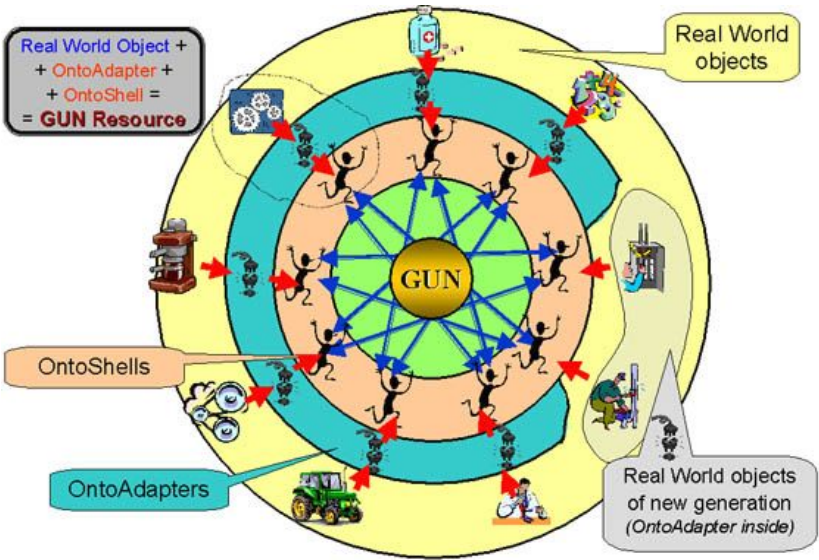 Real World Object +
+ OntoAdapter +
+ OntoShell =
= GUN Resource
Real World
objects
GUN
OntoShells
OntoAdapters
Real World objects
of new generation
(OntoAdapter inside)